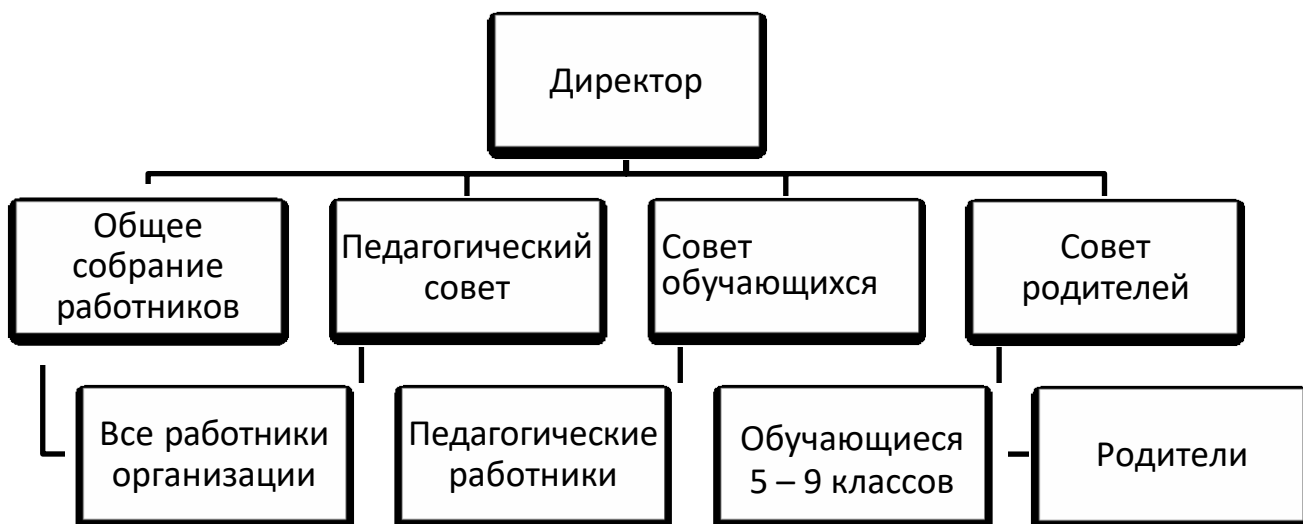 Директор
Общее
собрание
работников
Педагогический
совет
Совет
обучающихся
Совет
родителей
Все работники
организации
Педагогические
работники
Обучающиеся
5 – 9 классов
Родители